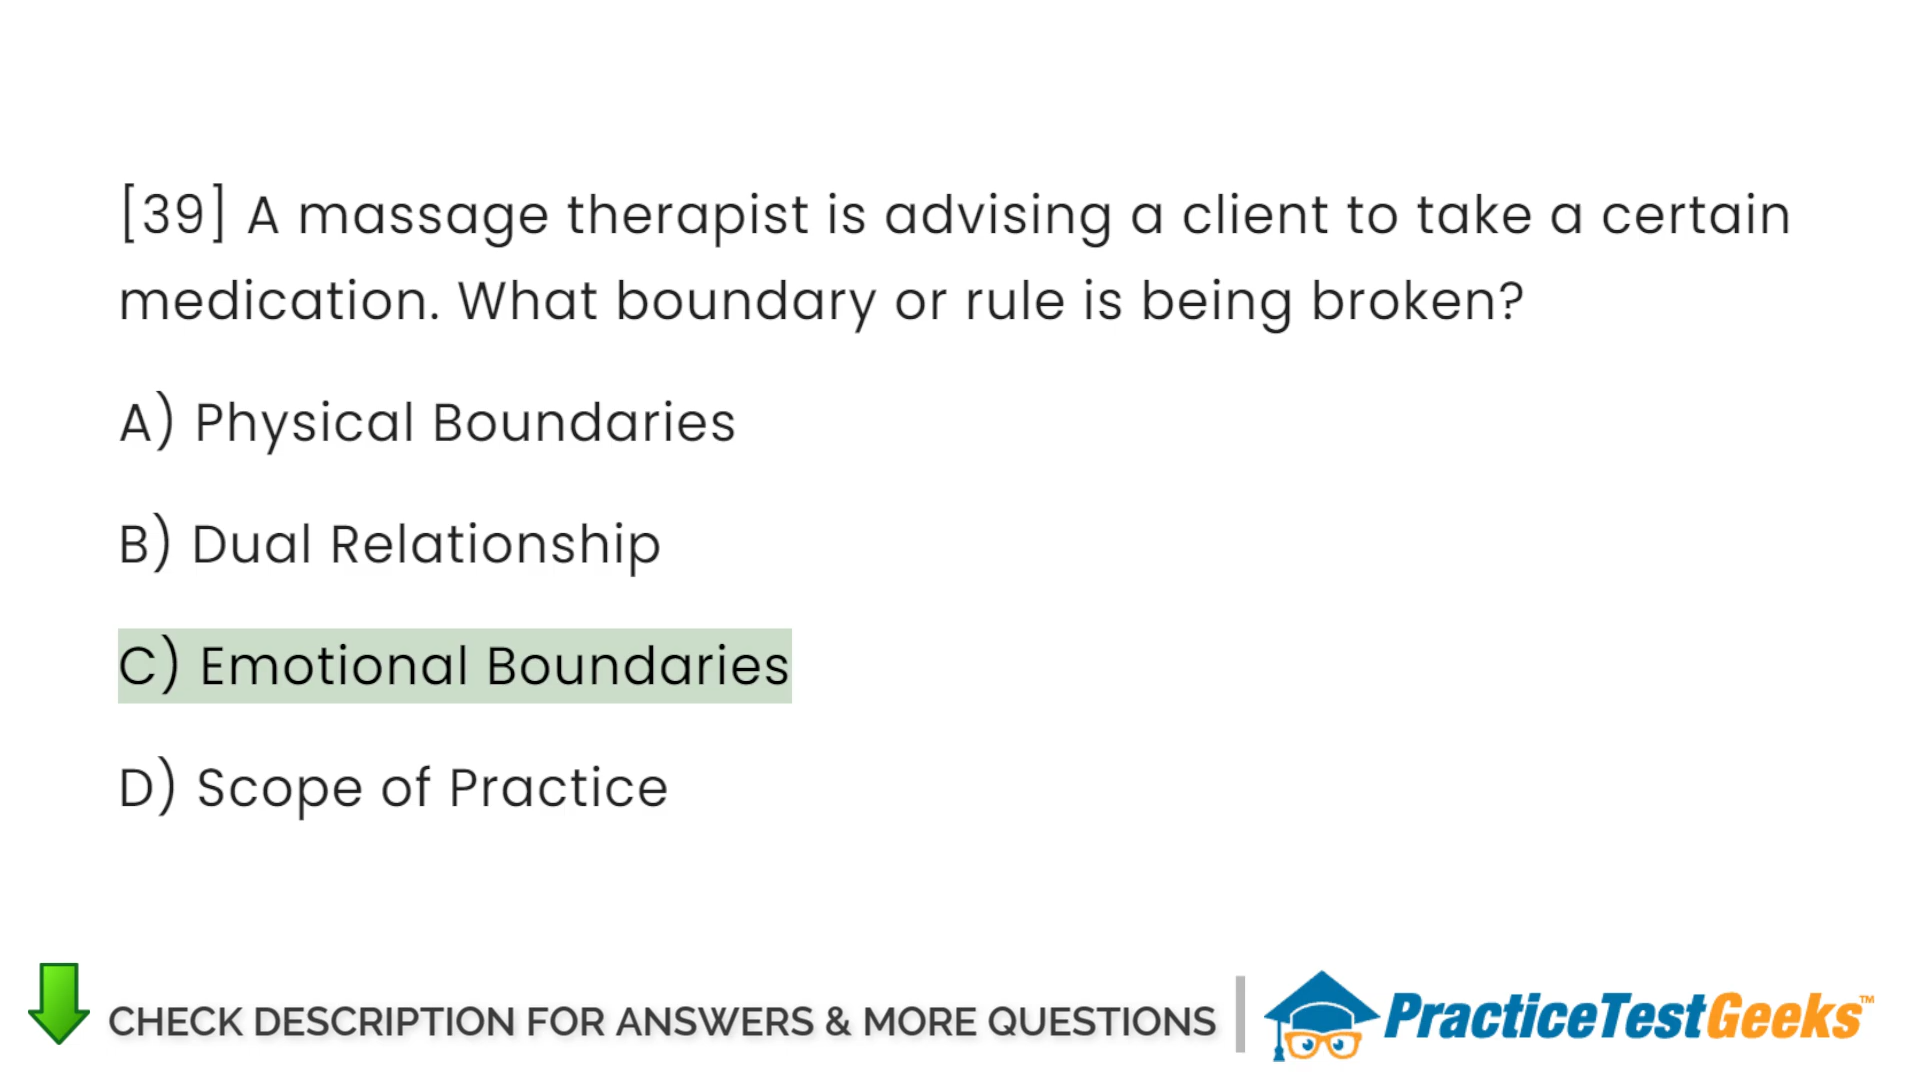 [39] A massage therapist is advising a client to take a certain
medication. What boundary or rule is being broken?
A) Physical Boundaries
B) Dual Relationship
C) Emotional Boundaries
D) Scope of Practice
CHECK DESCRIPTION FOR ANSWERS & MORE QUESTIONS
PracticeTestGeeks™